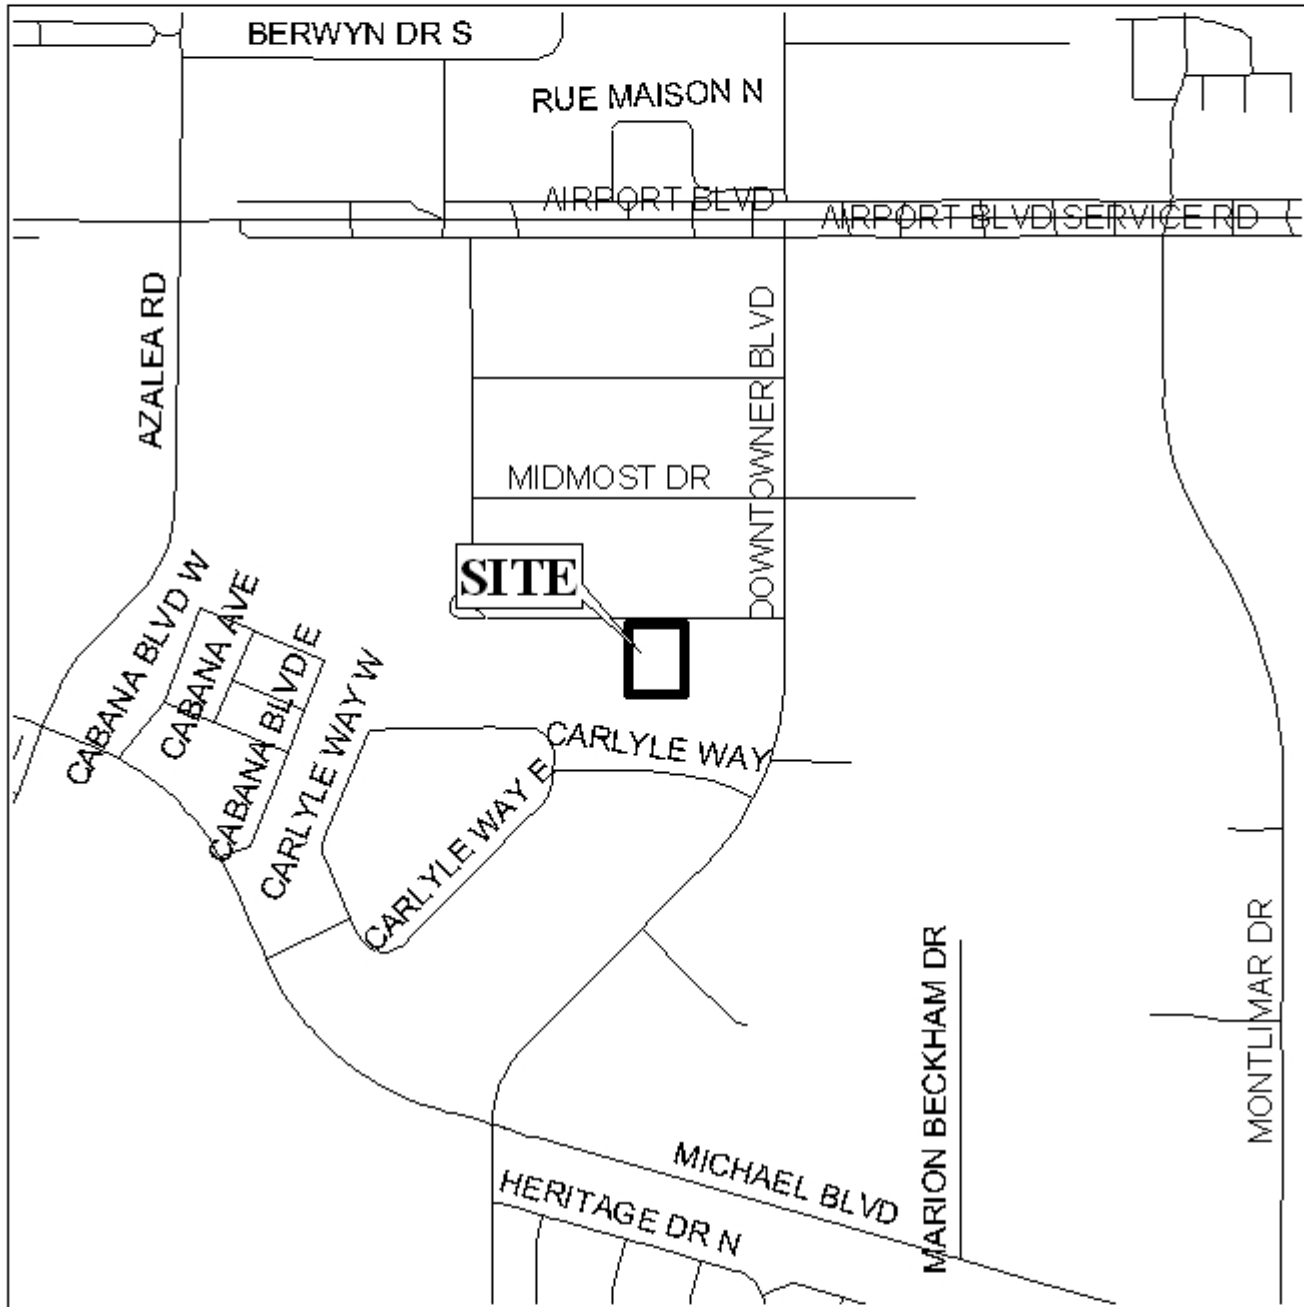 BERWYN DR S
RUE MAISON N
AIRPORT BLVD
AIRPORT BLVD SERVICE RD
AZALEA RD
DOWNTOWNER BLVD
MIDMOST DR
SITE
CABANA BLVD W
CABANA AVE
CABANA BLVD E
CARLYLE WAY W
CARLYLE WAY
CARLYLE WAY E
MARION BECKHAM DR
MONTLIMAR DR
MICHAEL BLVD
HERITAGE DR N